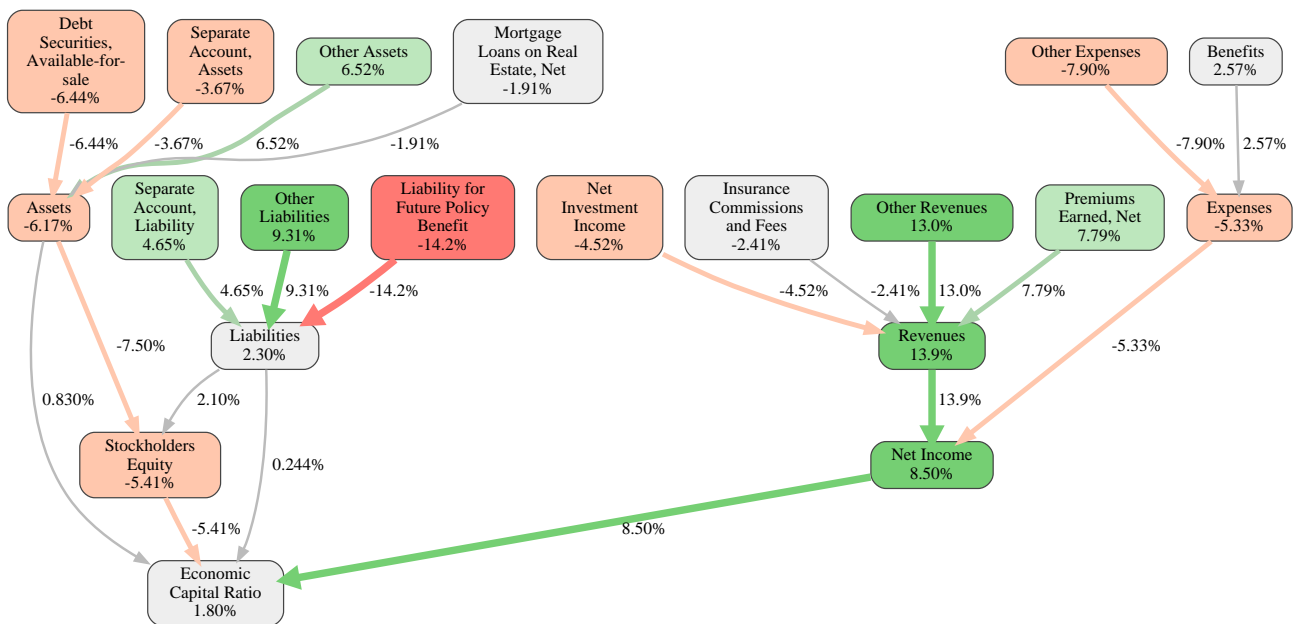 Debt
Securities,
Available-for-
sale
-6.44%
Separate
Account,
Assets
-3.67%
Other Assets
6.52%
Mortgage
Loans on Real
Estate, Net
-1.91%
Other Expenses
-7.90%
Benefits
2.57%
-6.44%
-3.67%
6.52%
-1.91%
-7.90%
2.57%
Assets
-6.17%
Separate
Account,
Liability
4.65%
Other
Liabilities
9.31%
Liability for
Future Policy
Benefit
-14.2%
Net
Investment
Income
-4.52%
Insurance
Commissions
and Fees
-2.41%
Other Revenues
13.0%
Premiums
Earned, Net
7.79%
Expenses
-5.33%
4.65%
9.31%
-14.2%
-4.52%
-2.41%
13.0%
7.79%
-7.50%
Liabilities
2.30%
Revenues
13.9%
-5.33%
0.830%
2.10%
13.9%
Stockholders
Equity
-5.41%
0.244%
Net Income
8.50%
-5.41%
8.50%
Economic
Capital Ratio
1.80%